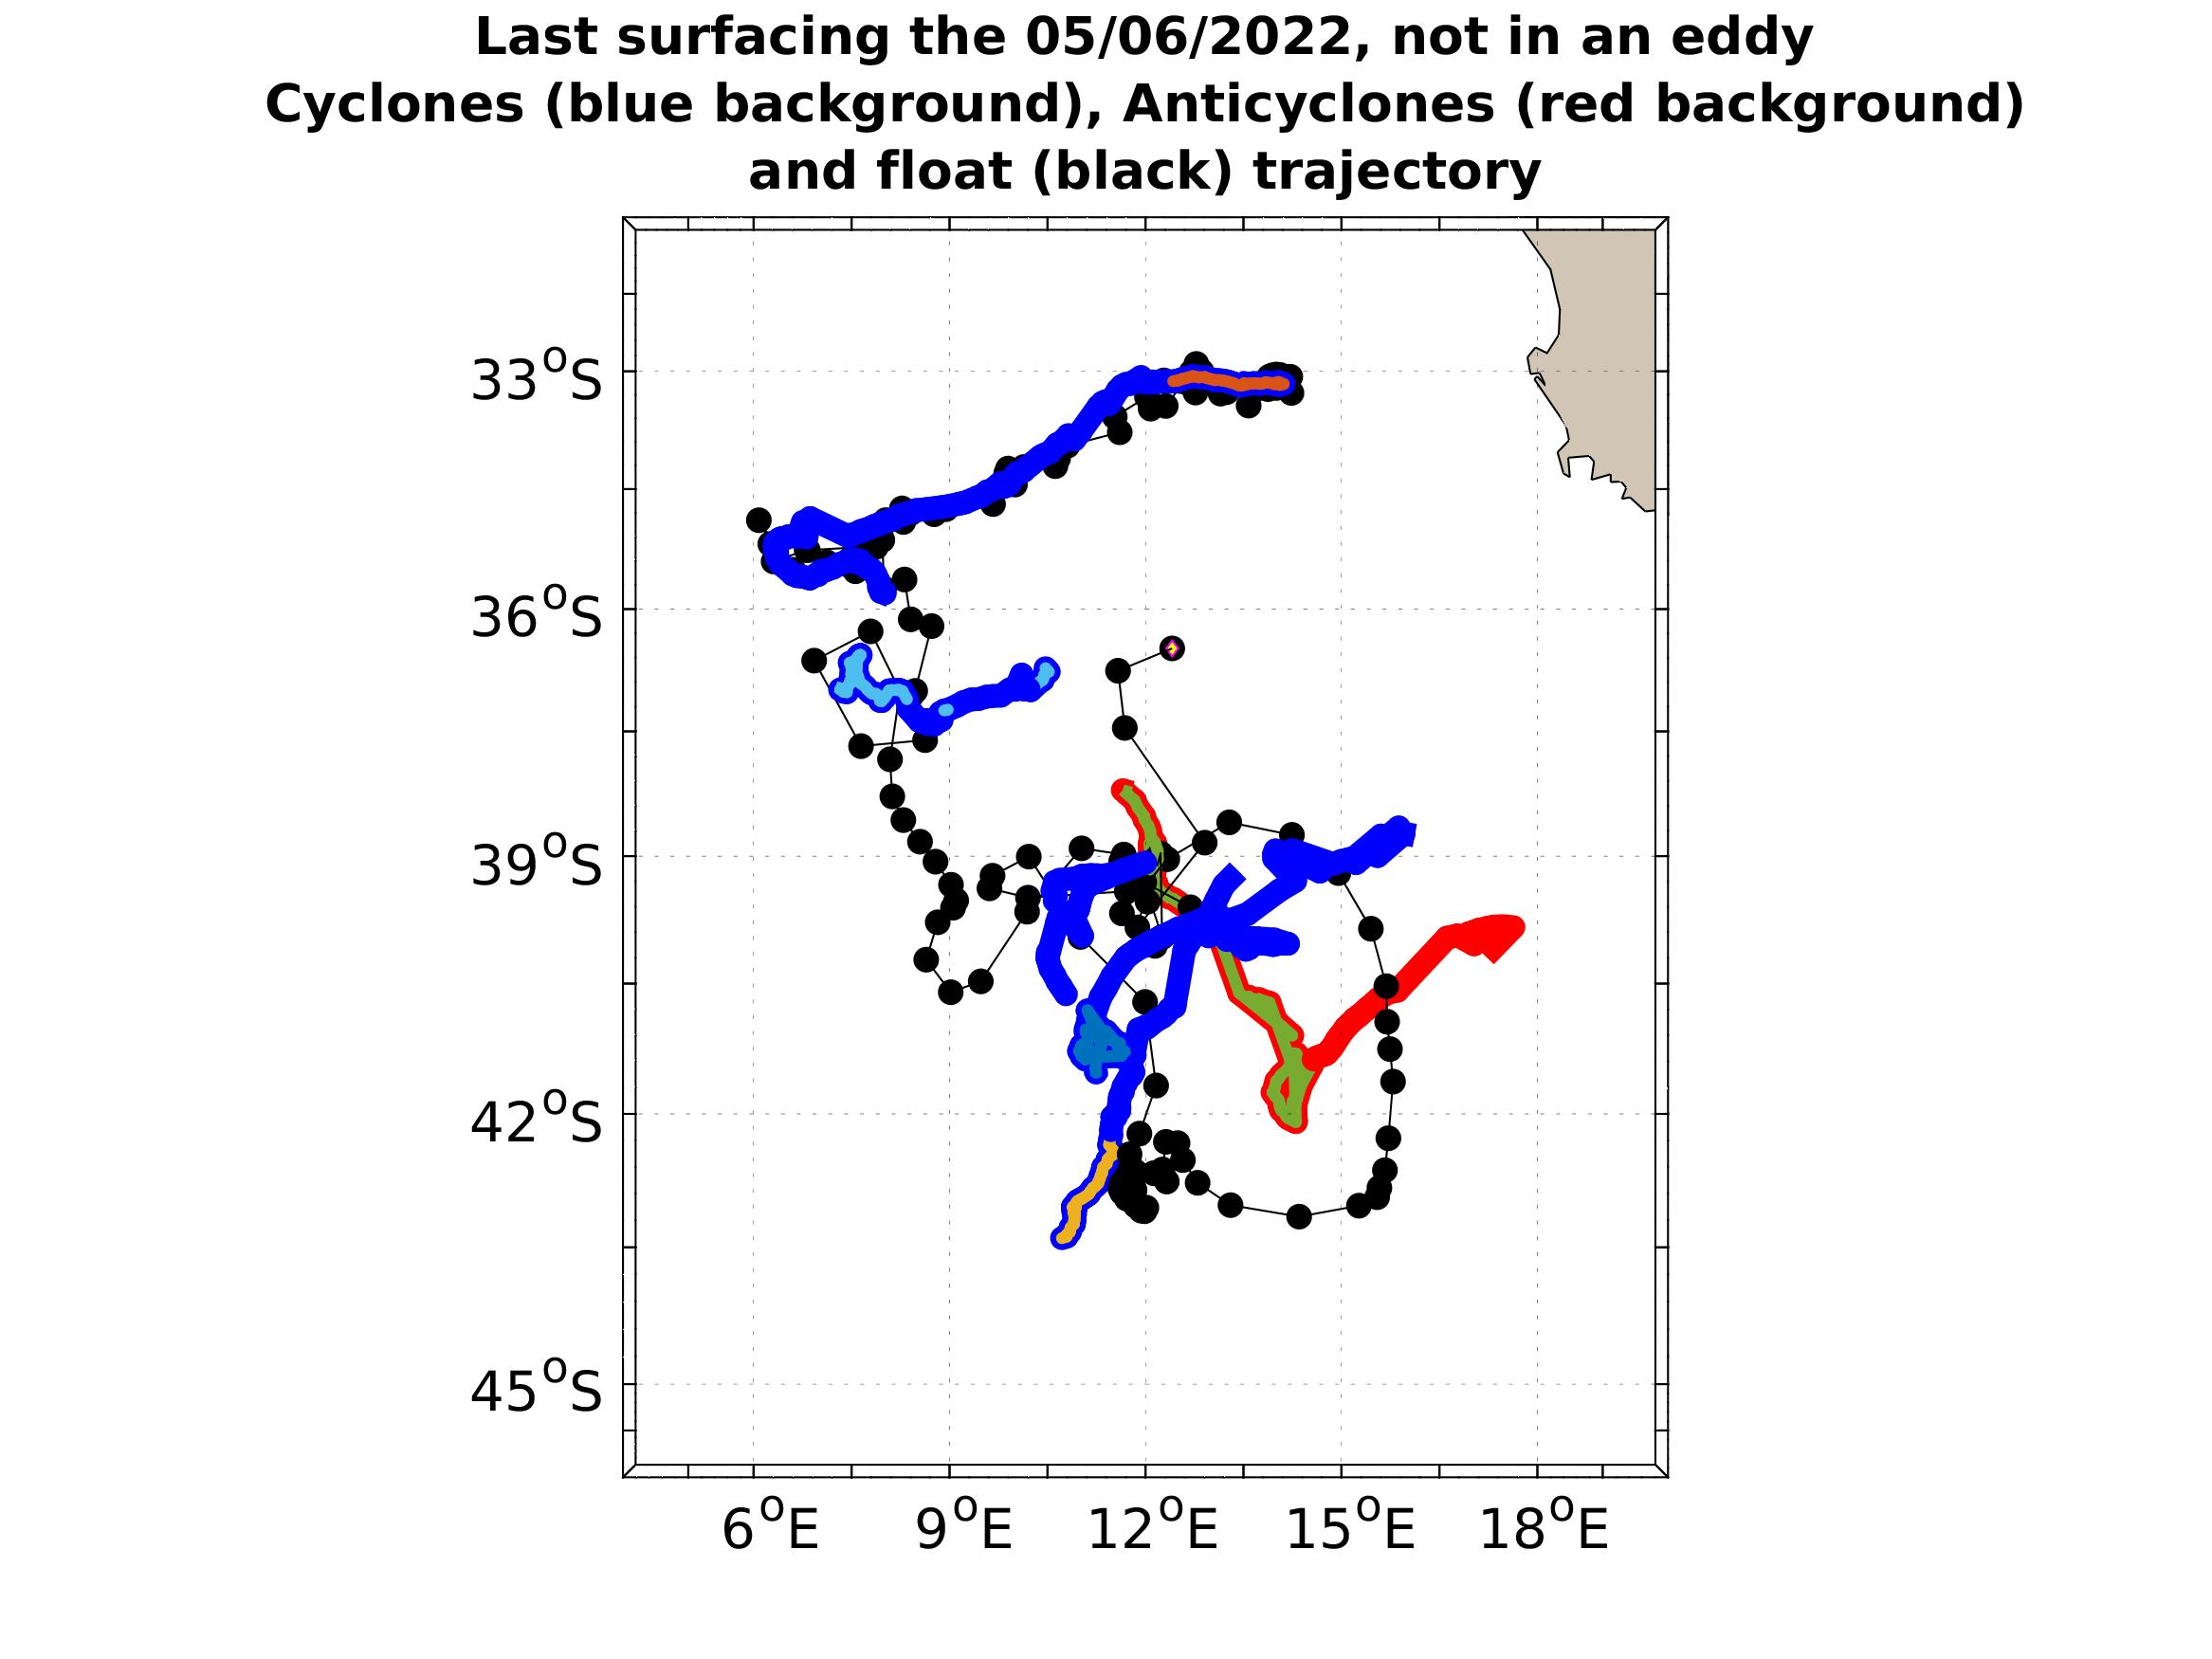 Last surfacing the 05/06/2022, not in an eddy
Cyclones (blue background), Anticyclones (red background)
and float (black) trajectory
33°S
36°S
39°S
42°S
45°S
6°E 9°E 12°E 15°E 18°E